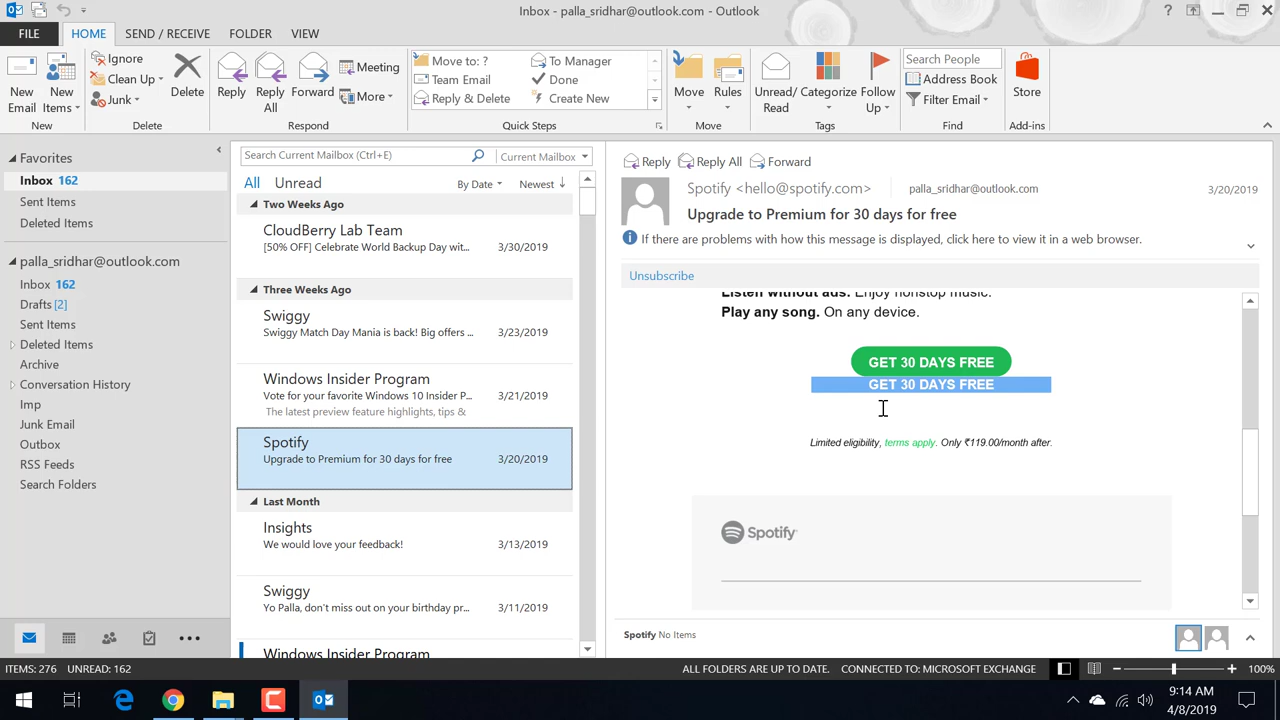 Inbox - palla_sridhar@outlook.com - Outlook
?
FILE
HOME
SEND / RECEIVE
FOLDER
VIEW
New Email
New Items
Ignore
Clean Up
Junk
Delete
Reply
Reply All
Forward
Meeting
More
Move to: ?
Team Email
Reply & Delete
To Manager
Done
Create New
Move
Rules
Unread/ Read
Categorize
Follow Up
Search People
Address Book
Filter Email
Store
New
Delete
Respond
Quick Steps
Move
Tags
Find
Add-ins
Favorites
Inbox 162
Sent Items
Deleted Items
palla_sridhar@outlook.com
Inbox 162
Drafts [2]
Sent Items
Deleted Items
Archive
Conversation History
Imp
Junk Email
Outbox
RSS Feeds
Search Folders
Search Current Mailbox (Ctrl+E)
Current Mailbox
All Unread
By Date
Newest
Two Weeks Ago
CloudBerry Lab Team
[50% OFF] Celebrate World Backup Day wit... 3/30/2019
Three Weeks Ago
Swiggy
Swiggy Match Day Mania is back! Big offers ... 3/23/2019
Windows Insider Program
Vote for your favorite Windows 10 Insider P... 3/21/2019
The latest preview feature highlights, tips &
Spotify
Upgrade to Premium for 30 days for free 3/20/2019
Last Month
Insights
We would love your feedback! 3/13/2019
Swiggy
Yo Palla, don't miss out on your birthday pr... 3/11/2019
Windows Insider Program
Reply
Reply All
Forward
Spotify <hello@spotify.com>
palla_sridhar@outlook.com
3/20/2019
Upgrade to Premium for 30 days for free
If there are problems with how this message is displayed, click here to view it in a web browser.
Unsubscribe
Listen without ads. Enjoy nonstop music.
Play any song. On any device.
GET 30 DAYS FREE
GET 30 DAYS FREE
Limited eligibility, terms apply. Only ₹119.00/month after.
Spotify
Spotify No Items
ITEMS: 276 UNREAD: 162
ALL FOLDERS ARE UP TO DATE.
CONNECTED TO: MICROSOFT EXCHANGE
100%
9:14 AM
4/8/2019